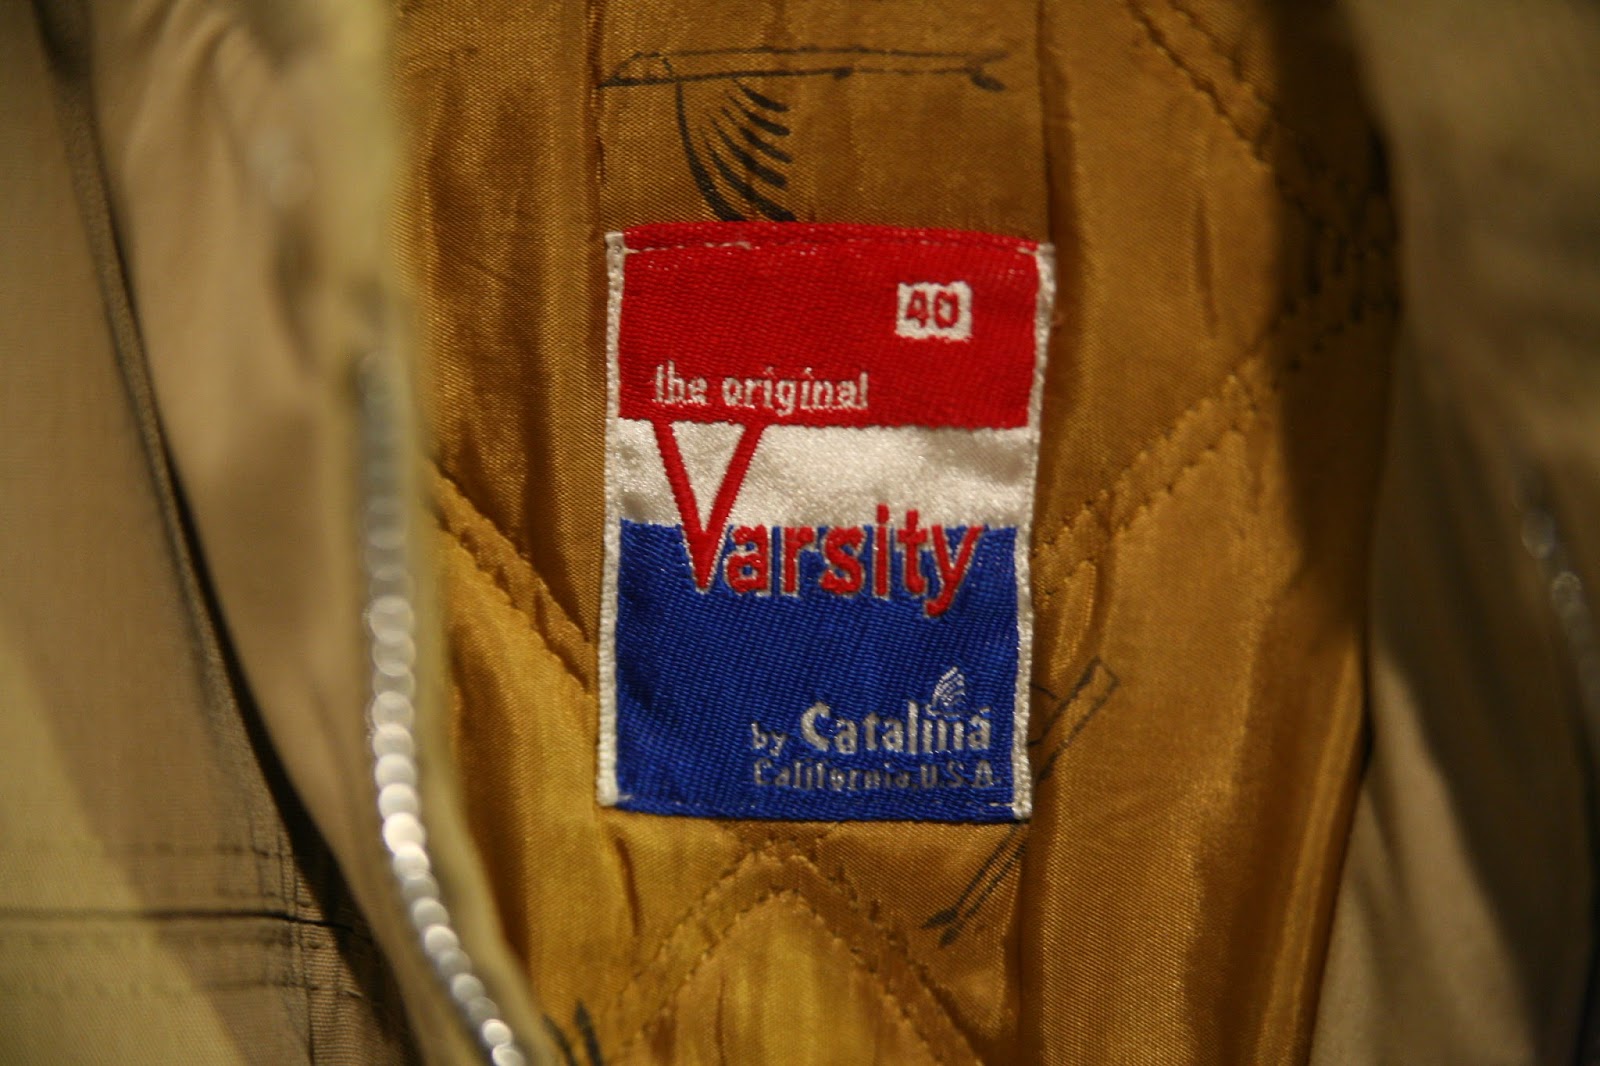 40
the original
Varsity
by Catalina
California, U.S.A.